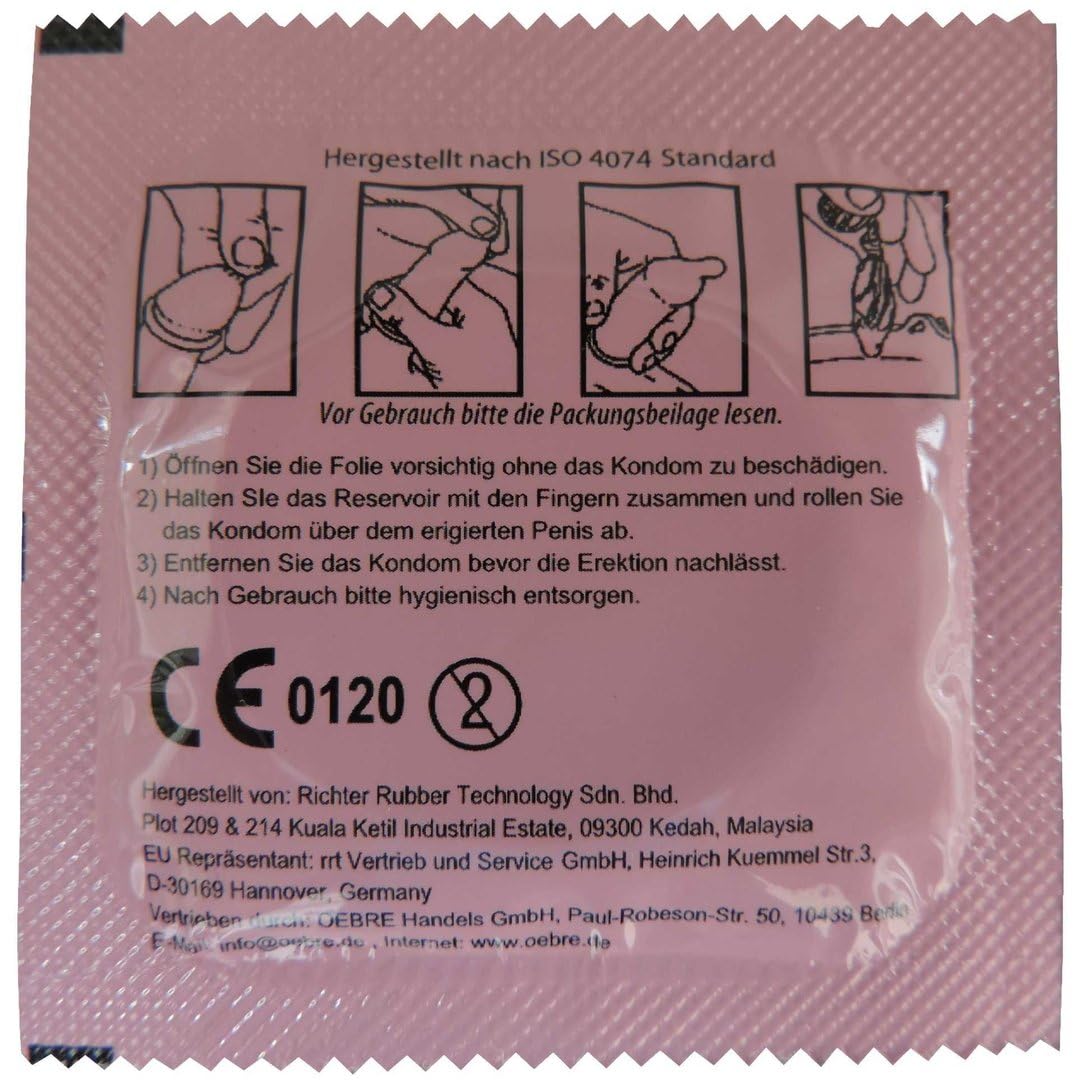 Hergestellt nach ISO 4074 Standard
Vor Gebrauch bitte die Packungsbeilage lesen.
1) Öffnen Sie die Folie vorsichtig ohne das Kondom zu beschädigen.
2) Halten SIe das Reservoir mit den Fingern zusammen und rollen Sie
das Kondom über dem erigierten Penis ab.
3) Entfernen Sie das Kondom bevor die Erektion nachlässt.
4) Nach Gebrauch bitte hygienisch entsorgen.
CE 0120 2
Hergestellt von: Richter Rubber Technology Sdn. Bhd.
Plot 209 & 214 Kuala Ketil Industrial Estate, 09300 Kedah, Malaysia
EU Repräsentant: rrt Vertrieb und Service GmbH, Heinrich Kuemmel Str.3,
D-30169 Hannover, Germany
Vertrieben durch: OEBRE Handels GmbH, Paul-Robeson-Str. 50, 10439 Berlin
E-Mail: info@oebre.de , Internet: www.oebre.de